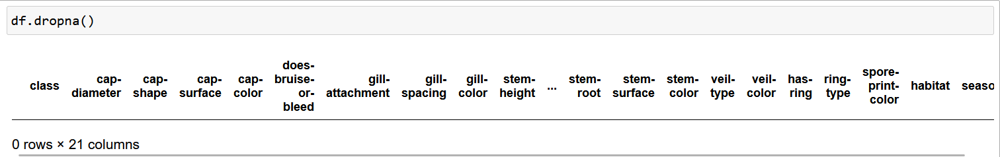 df.dropna()
class cap-diameter cap-shape cap-surface cap-color does-bruise-or-bleed gill-attachment gill-spacing gill-color stem-height ... stem-root stem-surface stem-color veil-type veil-color has-ring ring-type spore-print-color habitat seaso
0 rows × 21 columns